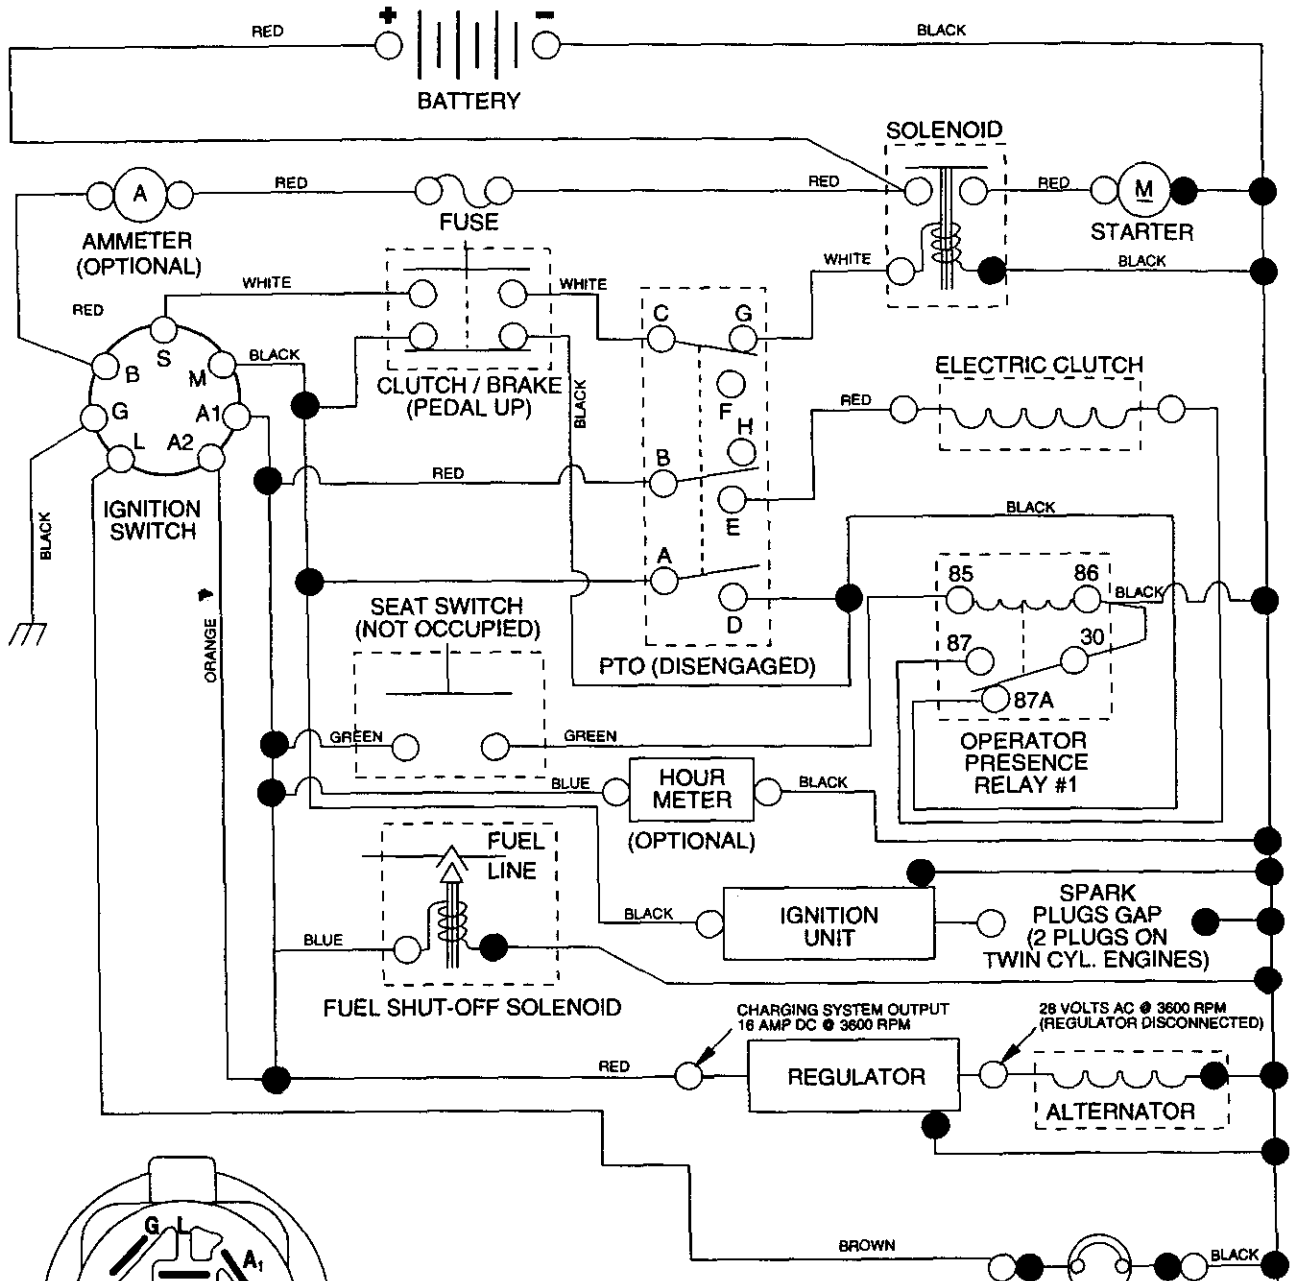 RED
+
-
BLACK
BATTERY
SOLENOID
A
RED
RED
RED
M
AMMETER
(OPTIONAL)
FUSE
STARTER
WHITE
WHITE
WHITE
BLACK
RED
S
BLACK
B
M
G
A1
L
A2
CLUTCH / BRAKE
(PEDAL UP)
BLACK
C
G
F
H
B
E
A
D
ELECTRIC CLUTCH
RED
RED
IGNITION
SWITCH
BLACK
BLACK
85
86
BLACK
87
30
87A
SEAT SWITCH
(NOT OCCUPIED)
ORANGE
PTO (DISENGAGED)
GREEN
GREEN
OPERATOR
PRESENCE
RELAY #1
BLUE
HOUR
METER
BLACK
(OPTIONAL)
FUEL
LINE
BLACK
IGNITION
UNIT
SPARK
PLUGS GAP
(2 PLUGS ON
TWIN CYL. ENGINES)
BLUE
FUEL SHUT-OFF SOLENOID
CHARGING SYSTEM OUTPUT
16 AMP DC @ 3600 RPM
28 VOLTS AC @ 3600 RPM
(REGULATOR DISCONNECTED)
RED
REGULATOR
ALTERNATOR
G L
A1
BROWN
BLACK